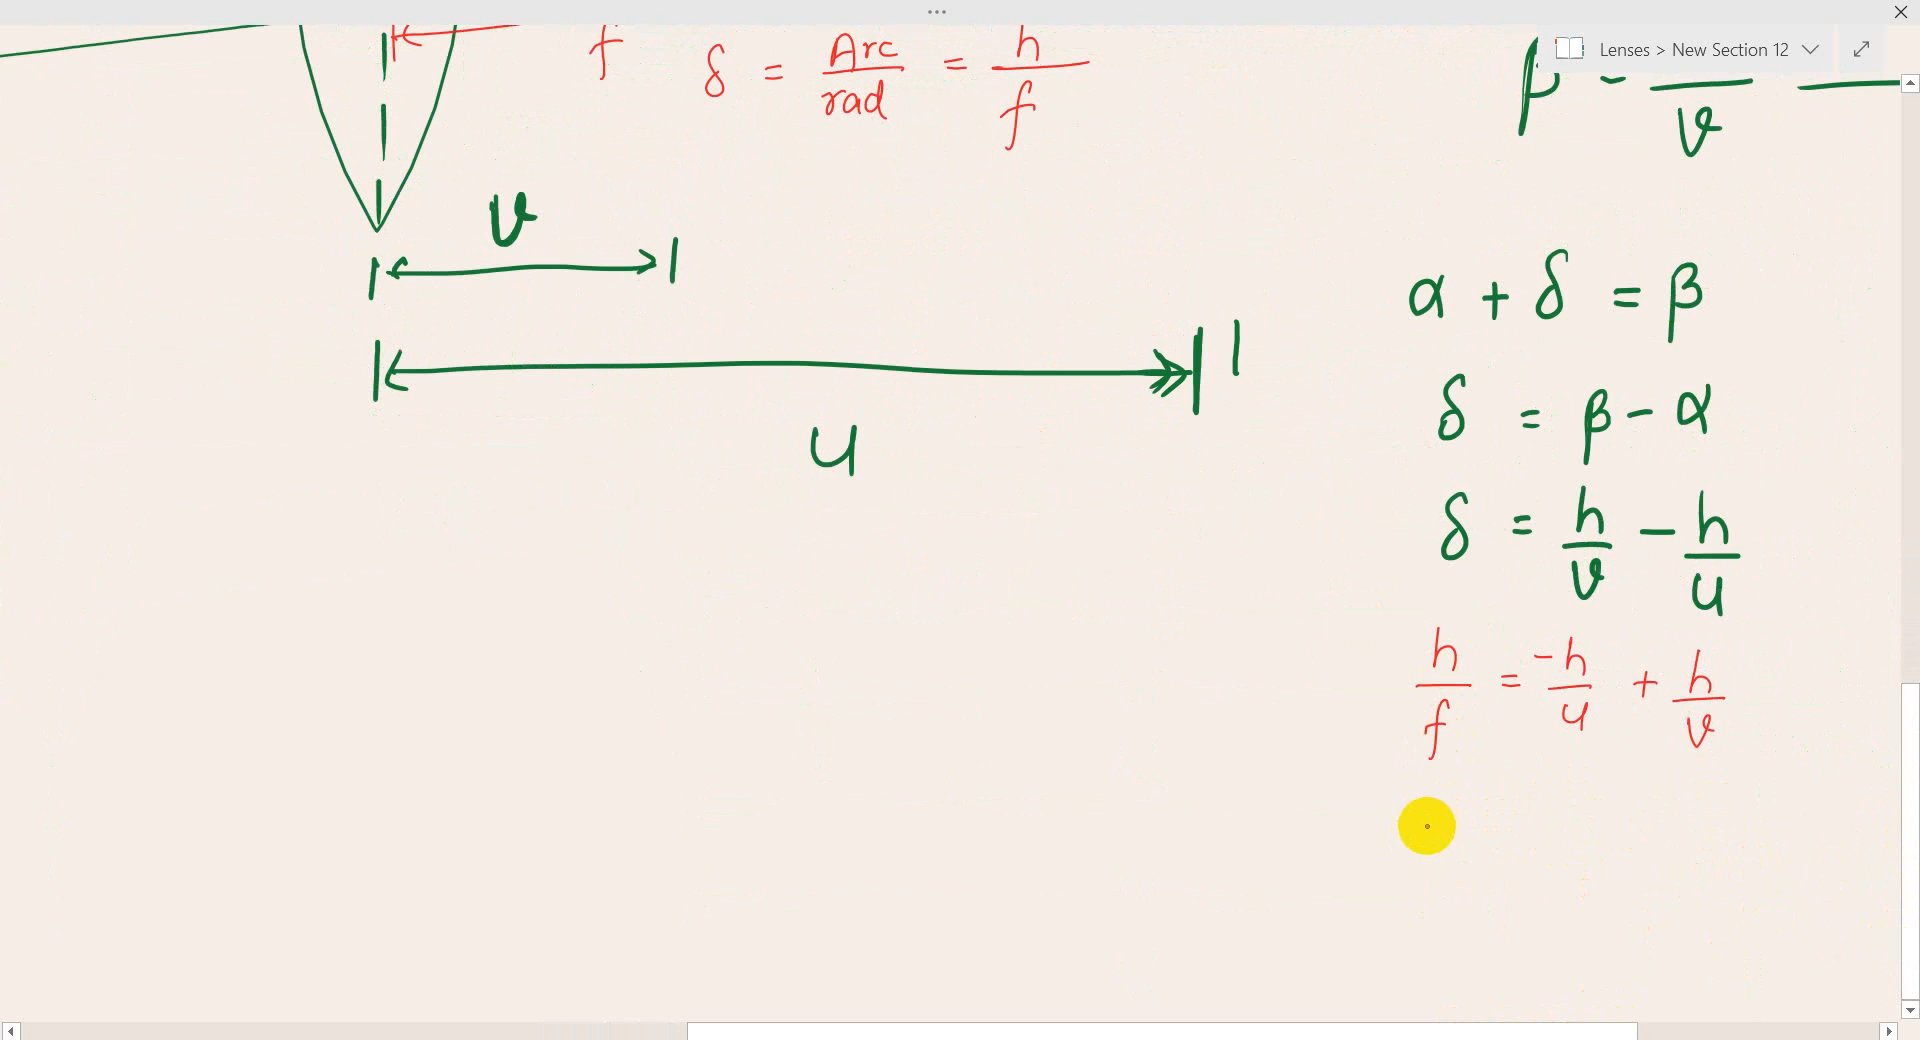 Lenses > New Section 12
f δ = Arc/rad = h/f
β = /v
v
u
α + δ = β
δ = β - α
δ = h/v - h/u
h/f = -h/u + h/v